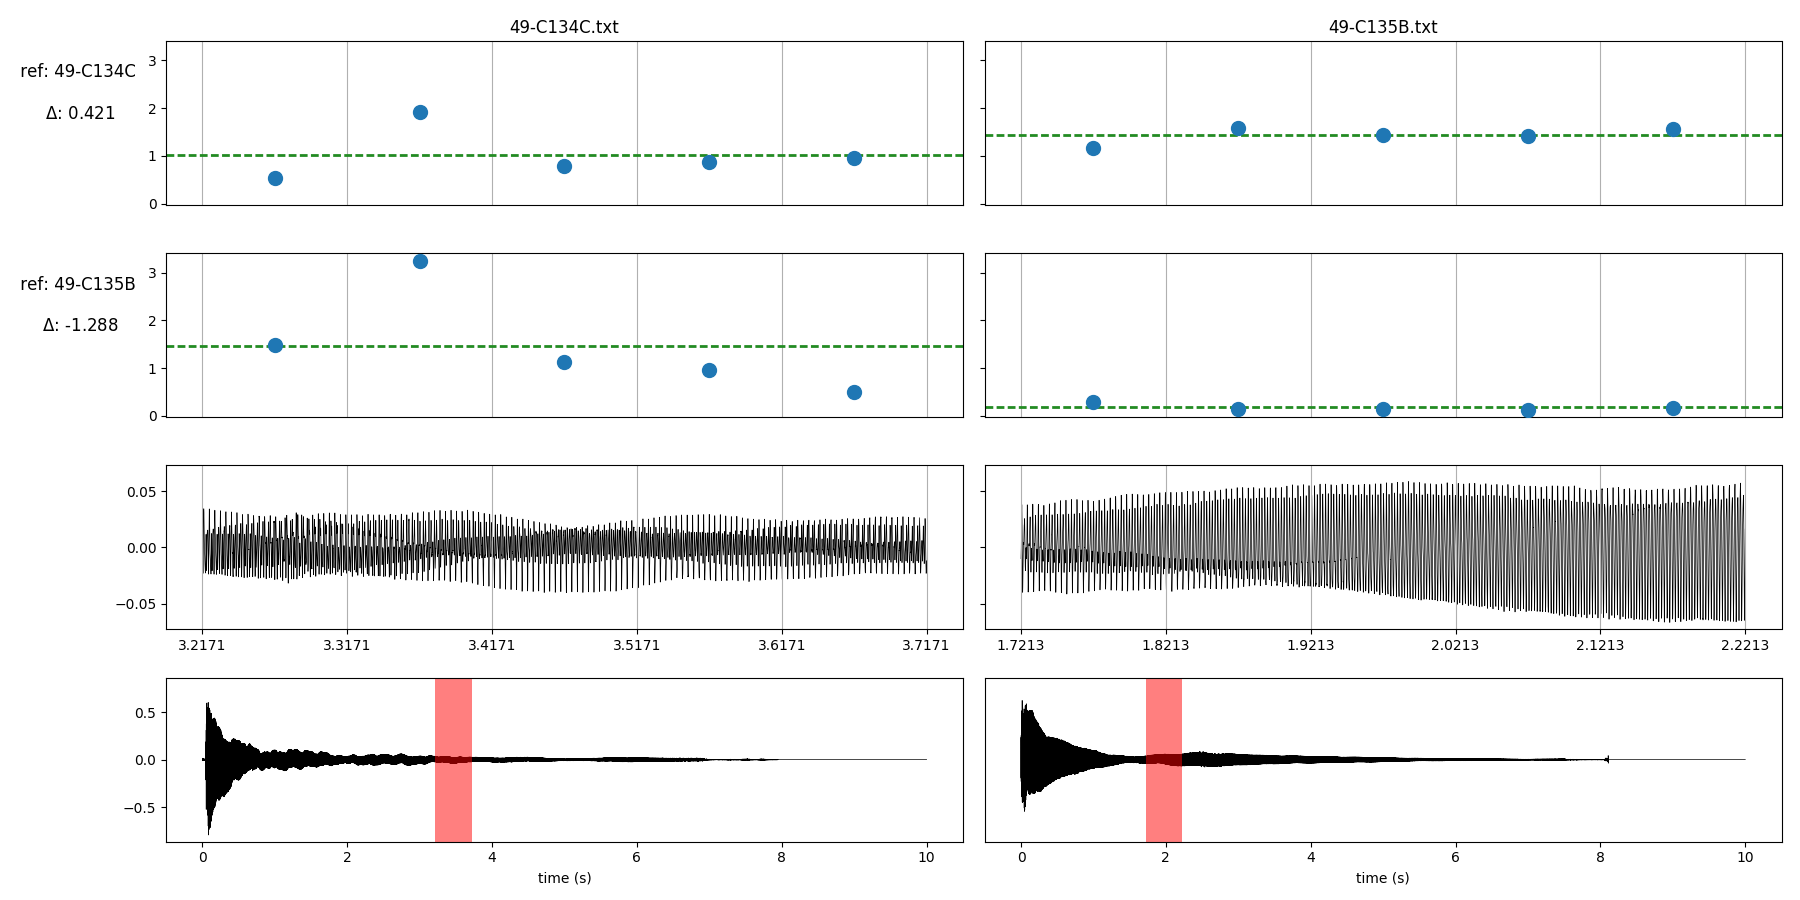 49-C134C.txt
49-C135B.txt
ref: 49-C134C
Δ: 0.421
3
2
1
0
ref: 49-C135B
Δ: -1.288
3
2
1
0
0.05
0.00
−0.05
3.2171 3.3171 3.4171 3.5171 3.6171 3.7171
1.7213 1.8213 1.9213 2.0213 2.1213 2.2213
0.5
0.0
−0.5
0 2 4 6 8 10
0 2 4 6 8 10
time (s)
time (s)